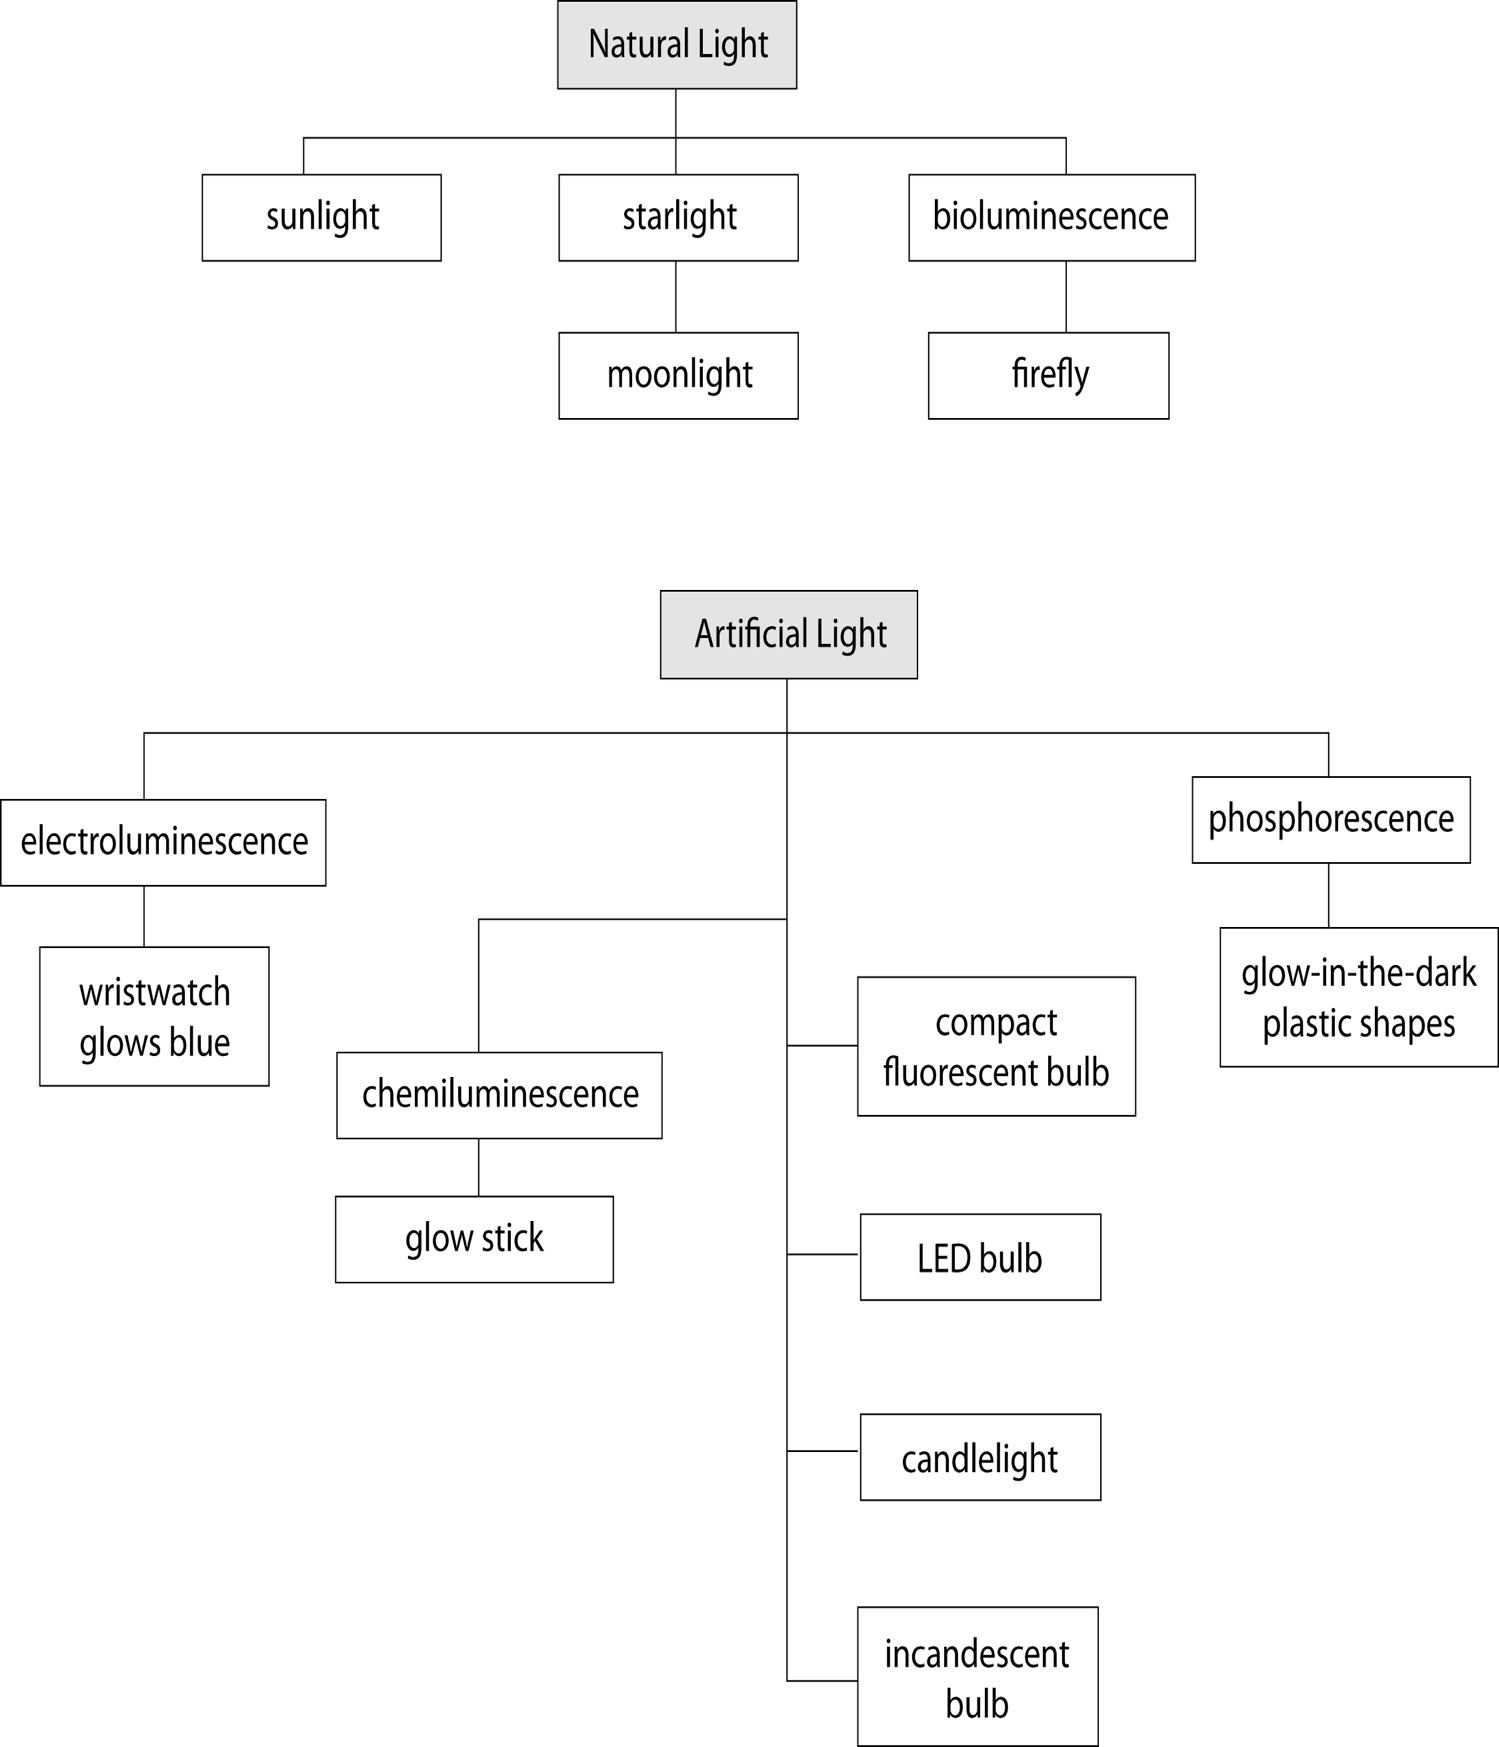 Natural Light
sunlight
starlight
bioluminescence
moonlight
firefly
Artificial Light
electroluminescence
phosphorescence
wristwatch
glows blue
glow-in-the-dark
plastic shapes
chemiluminescence
compact
fluorescent bulb
glow stick
LED bulb
candlelight
incandescent
bulb